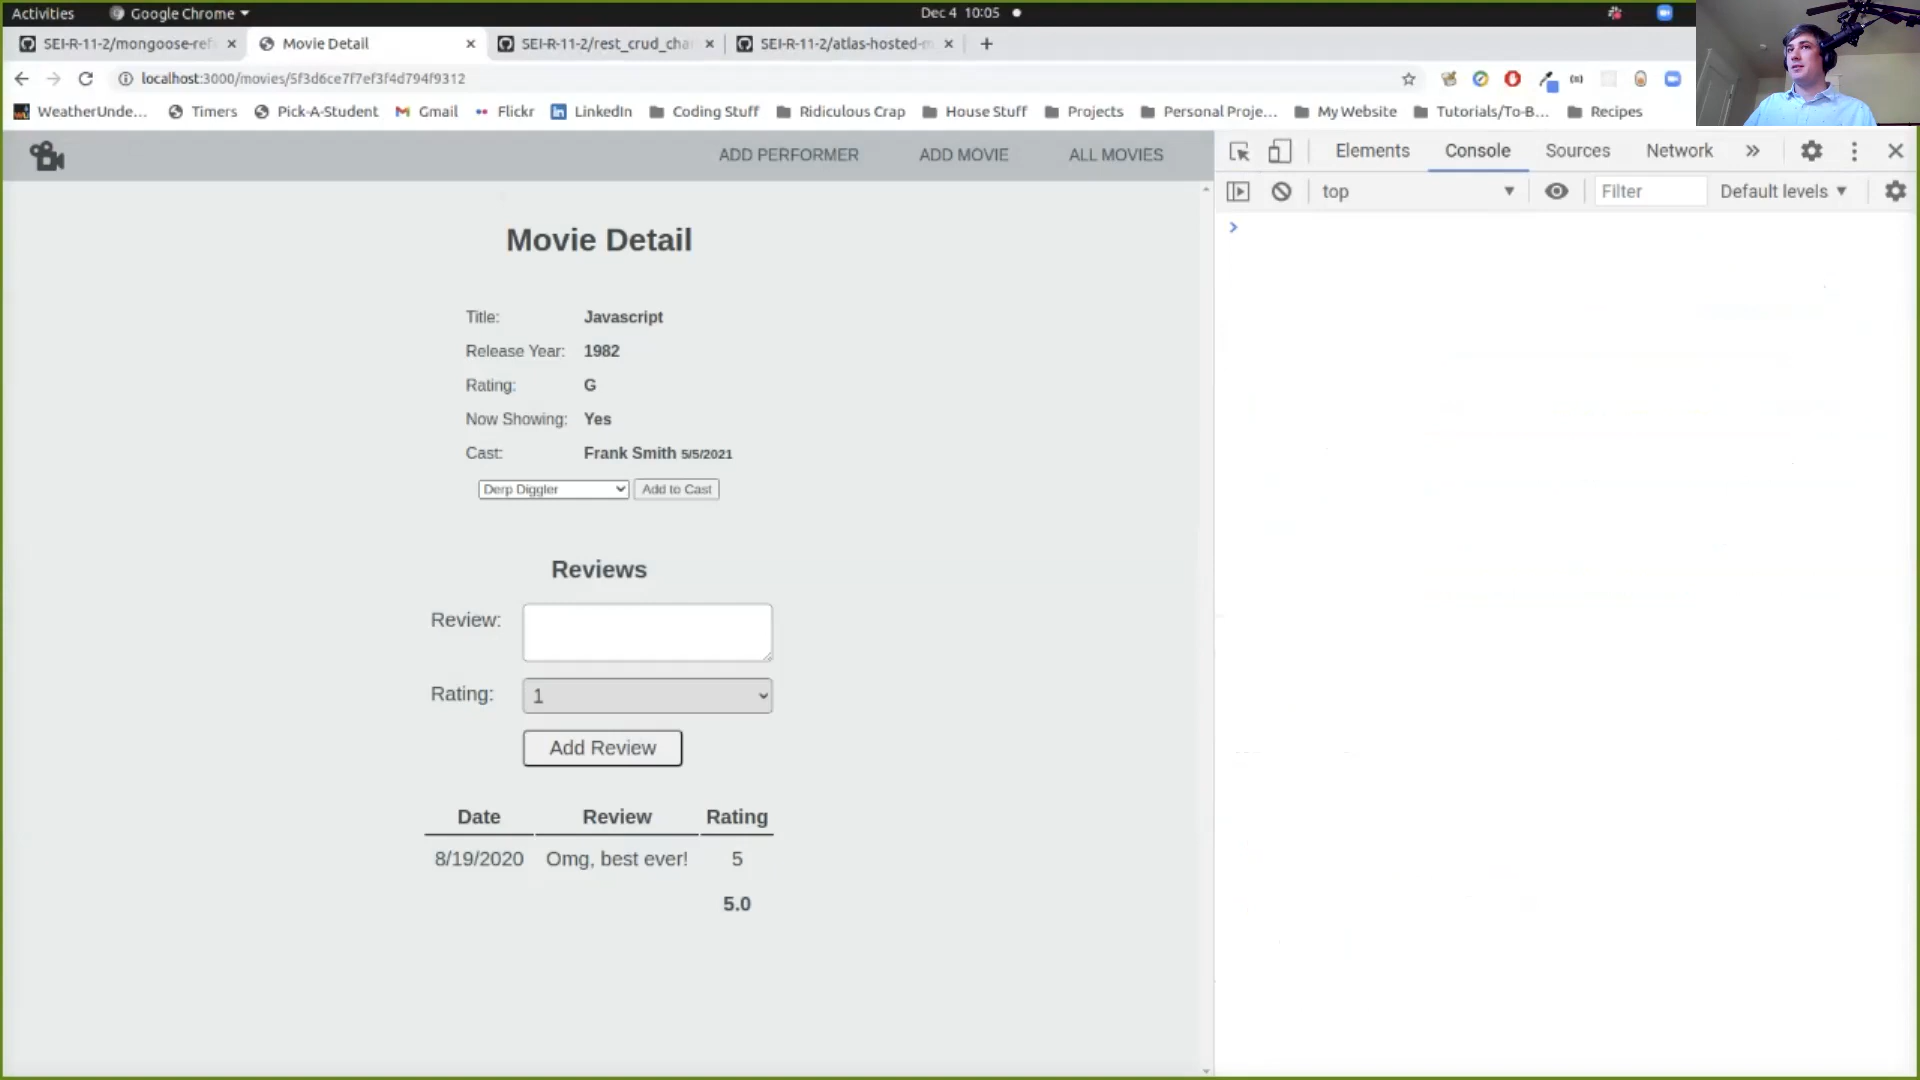 Activities Google Chrome Dec 4 10:05
SEI-R-11-2/mongoose-ref Movie Detail SEI-R-11-2/rest_crud_cha SEI-R-11-2/atlas-hosted-m
localhost:3000/movies/5f3d6ce7f7ef3f4d794f9312
WeatherUnde... Timers Pick-A-Student Gmail Flickr LinkedIn Coding Stuff Ridiculous Crap House Stuff Projects Personal Proje... My Website Tutorials/To-B... Recipes
ADD PERFORMER ADD MOVIE ALL MOVIES
Elements Console Sources Network
top Filter Default levels
Movie Detail
Title: Javascript
Release Year: 1982
Rating: G
Now Showing: Yes
Cast: Frank Smith 5/5/2021
Derp Diggler Add to Cast
Reviews
Review:
Rating: 1
Add Review
Date Review Rating
8/19/2020 Omg, best ever! 5
5.0